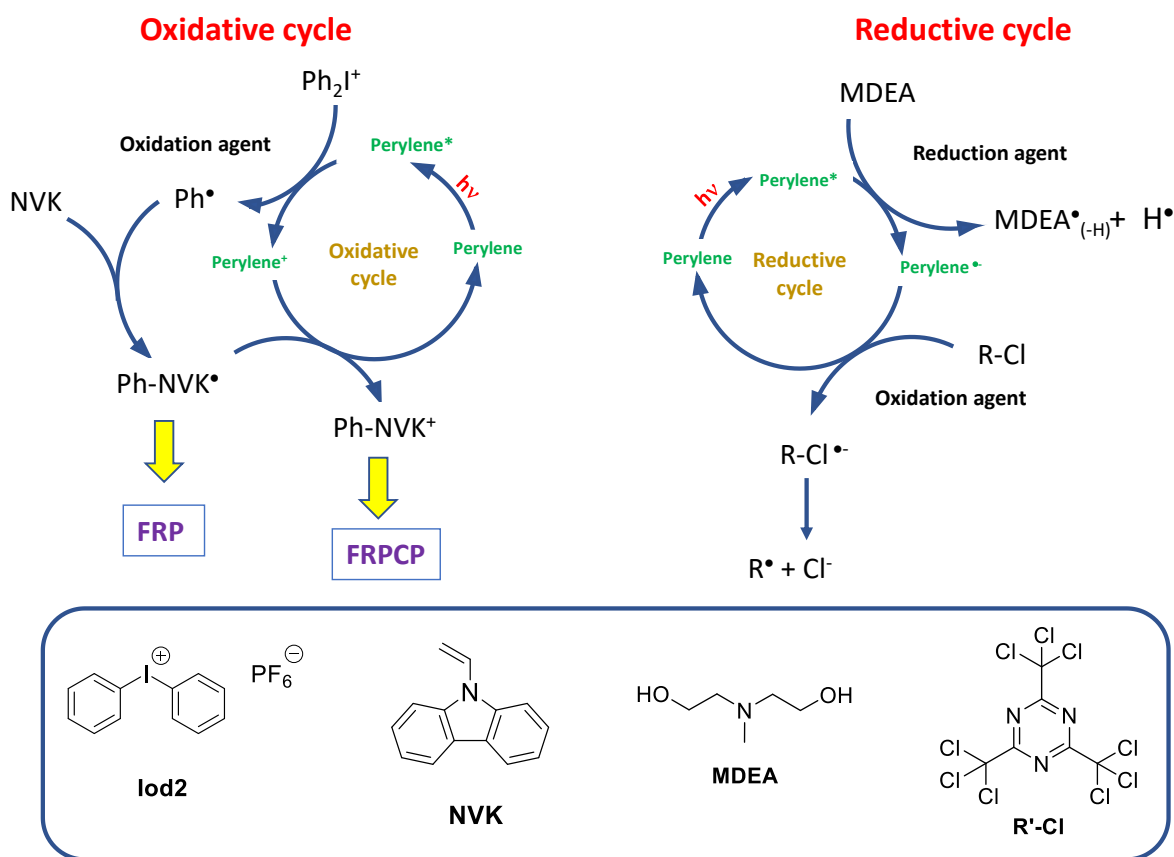 Oxidative cycle
Ph₂I⁺
Oxidation agent
Perylene*
hν
NVK
Ph•
Perylene⁺
Oxidative
cycle
Perylene
Ph-NVK•
Ph-NVK⁺
FRP
FRPCP
Reductive cycle
MDEA
Reduction agent
hν
Perylene*
MDEA•(-H)+ H•
Perylene
Reductive
cycle
Perylene•-
R-Cl
Oxidation agent
R-Cl•-
R• + Cl⁻
I
+
PF₆
−
Iod2
N
NVK
HO
OH
N
MDEA
Cl
Cl
Cl
N
N
N
Cl
Cl
Cl
Cl
Cl
Cl
R'-Cl